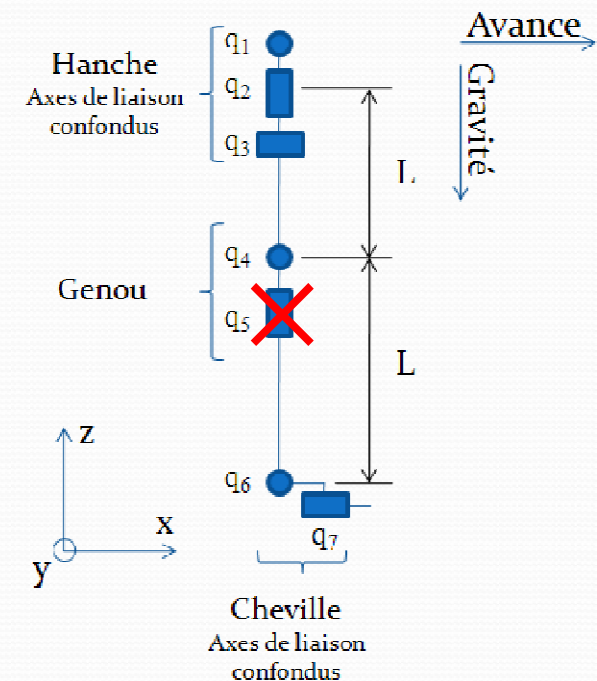 Avance
Gravité
Hanche
Axes de liaison
confondus
q1
q2
q3
L
Genou
q4
q5
L
z
x
y
q6
q7
Cheville
Axes de liaison
confondus